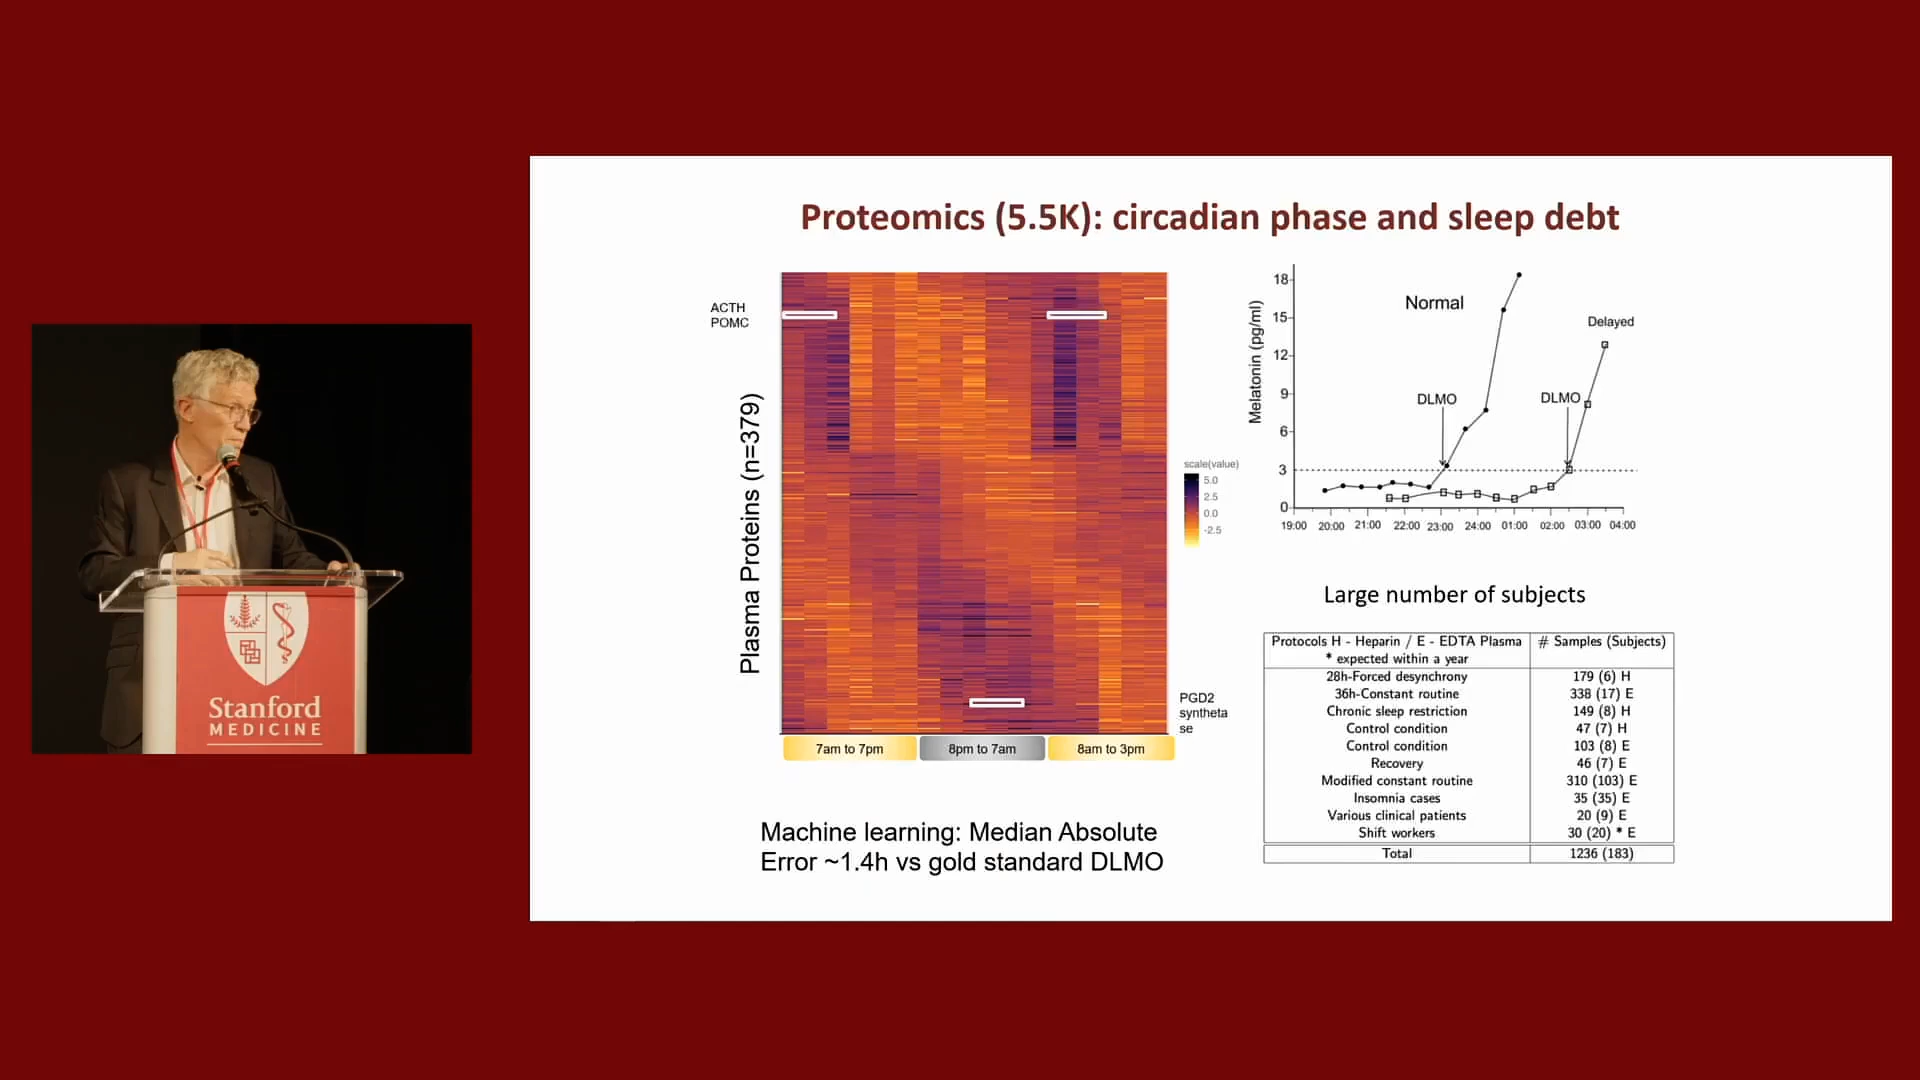 Proteomics (5.5K): circadian phase and sleep debt
ACTH
POMC
Plasma Proteins (n=379)
7am to 7pm
8pm to 7am
8am to 3pm
scale(value)
5.0
2.5
0.0
-2.5
PGD2
syntheta
se
Machine learning: Median Absolute
Error ~1.4h vs gold standard DLMO
Melatonin (pg/ml)
18
15
12
9
6
3
0
Normal
Delayed
DLMO
DLMO
19:00 20:00 21:00 22:00 23:00 24:00 01:00 02:00 03:00 04:00
Large number of subjects
Protocols H - Heparin / E - EDTA Plasma # Samples (Subjects)
* expected within a year
28h-Forced desynchrony 179 (6) H
36h-Constant routine 338 (17) E
Chronic sleep restriction 149 (8) H
Control condition 47 (7) H
Control condition 103 (8) E
Recovery 46 (7) E
Modified constant routine 310 (103) E
Insomnia cases 35 (35) E
Various clinical patients 20 (9) E
Shift workers 30 (20) * E
Total 1236 (183)
Stanford
MEDICINE